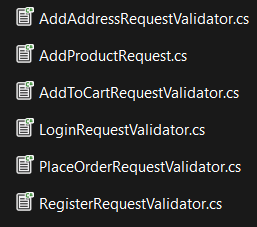 AddAddressRequestValidator.cs
AddProductRequest.cs
AddToCartRequestValidator.cs
LoginRequestValidator.cs
PlaceOrderRequestValidator.cs
RegisterRequestValidator.cs